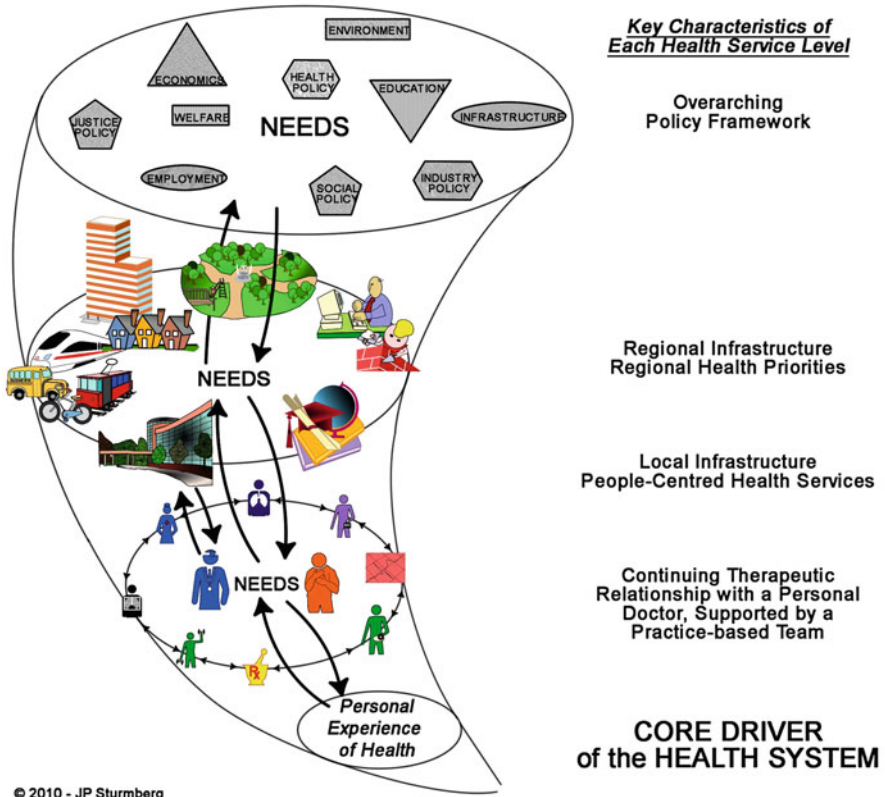 Key Characteristics of
Each Health Service Level
ENVIRONMENT
ECONOMICS
HEALTH
POLICY
EDUCATION
JUSTICE
POLICY
WELFARE
NEEDS
INFRASTRUCTURE
EMPLOYMENT
SOCIAL
POLICY
INDUSTRY
POLICY
Overarching
Policy Framework
NEEDS
Regional Infrastructure
Regional Health Priorities
Local Infrastructure
People-Centred Health Services
NEEDS
Rx
Continuing Therapeutic
Relationship with a Personal
Doctor, Supported by a
Practice-based Team
Personal
Experience
of Health
CORE DRIVER
of the HEALTH SYSTEM
© 2010 - JP Sturmberg